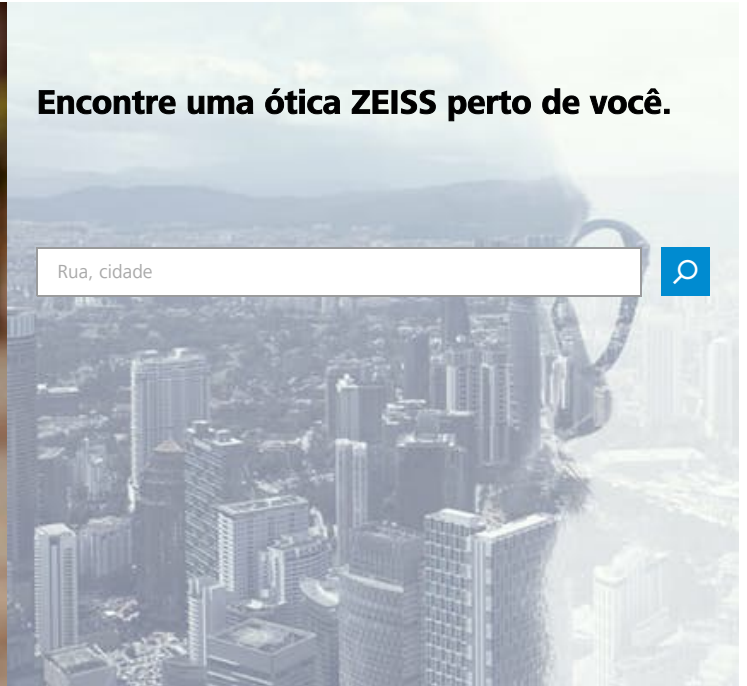 Encontre uma ótica ZEISS perto de você.
Rua, cidade